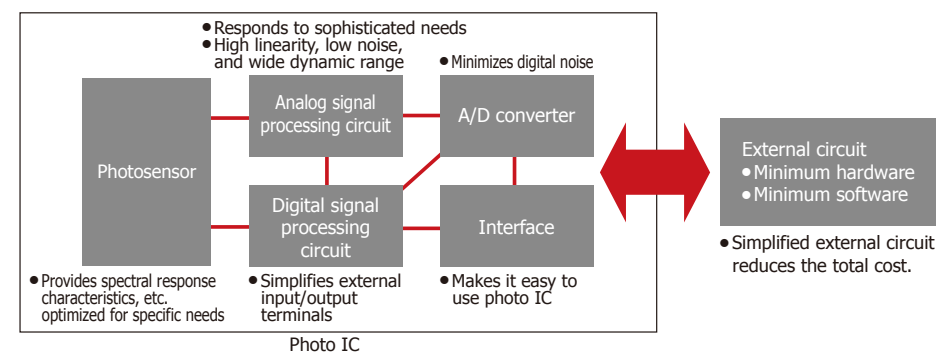 ● Responds to sophisticated needs
● High linearity, low noise,
and wide dynamic range
● Minimizes digital noise
Analog signal
processing circuit
A/D converter
Photosensor
Digital signal
processing
circuit
Interface
External circuit
● Minimum hardware
● Minimum software
● Simplified external circuit
reduces the total cost.
● Provides spectral response
characteristics, etc.
optimized for specific needs
● Simplifies external
input/output
terminals
● Makes it easy to
use photo IC
Photo IC